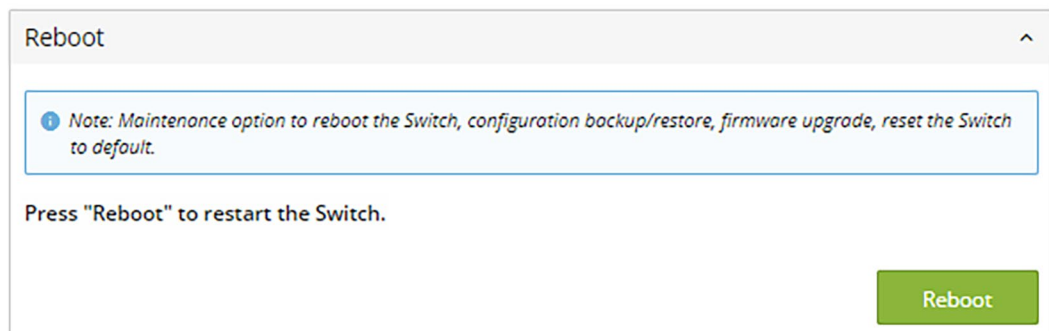 Reboot
Note: Maintenance option to reboot the Switch, configuration backup/restore, firmware upgrade, reset the Switch
to default.
Press "Reboot" to restart the Switch.
Reboot